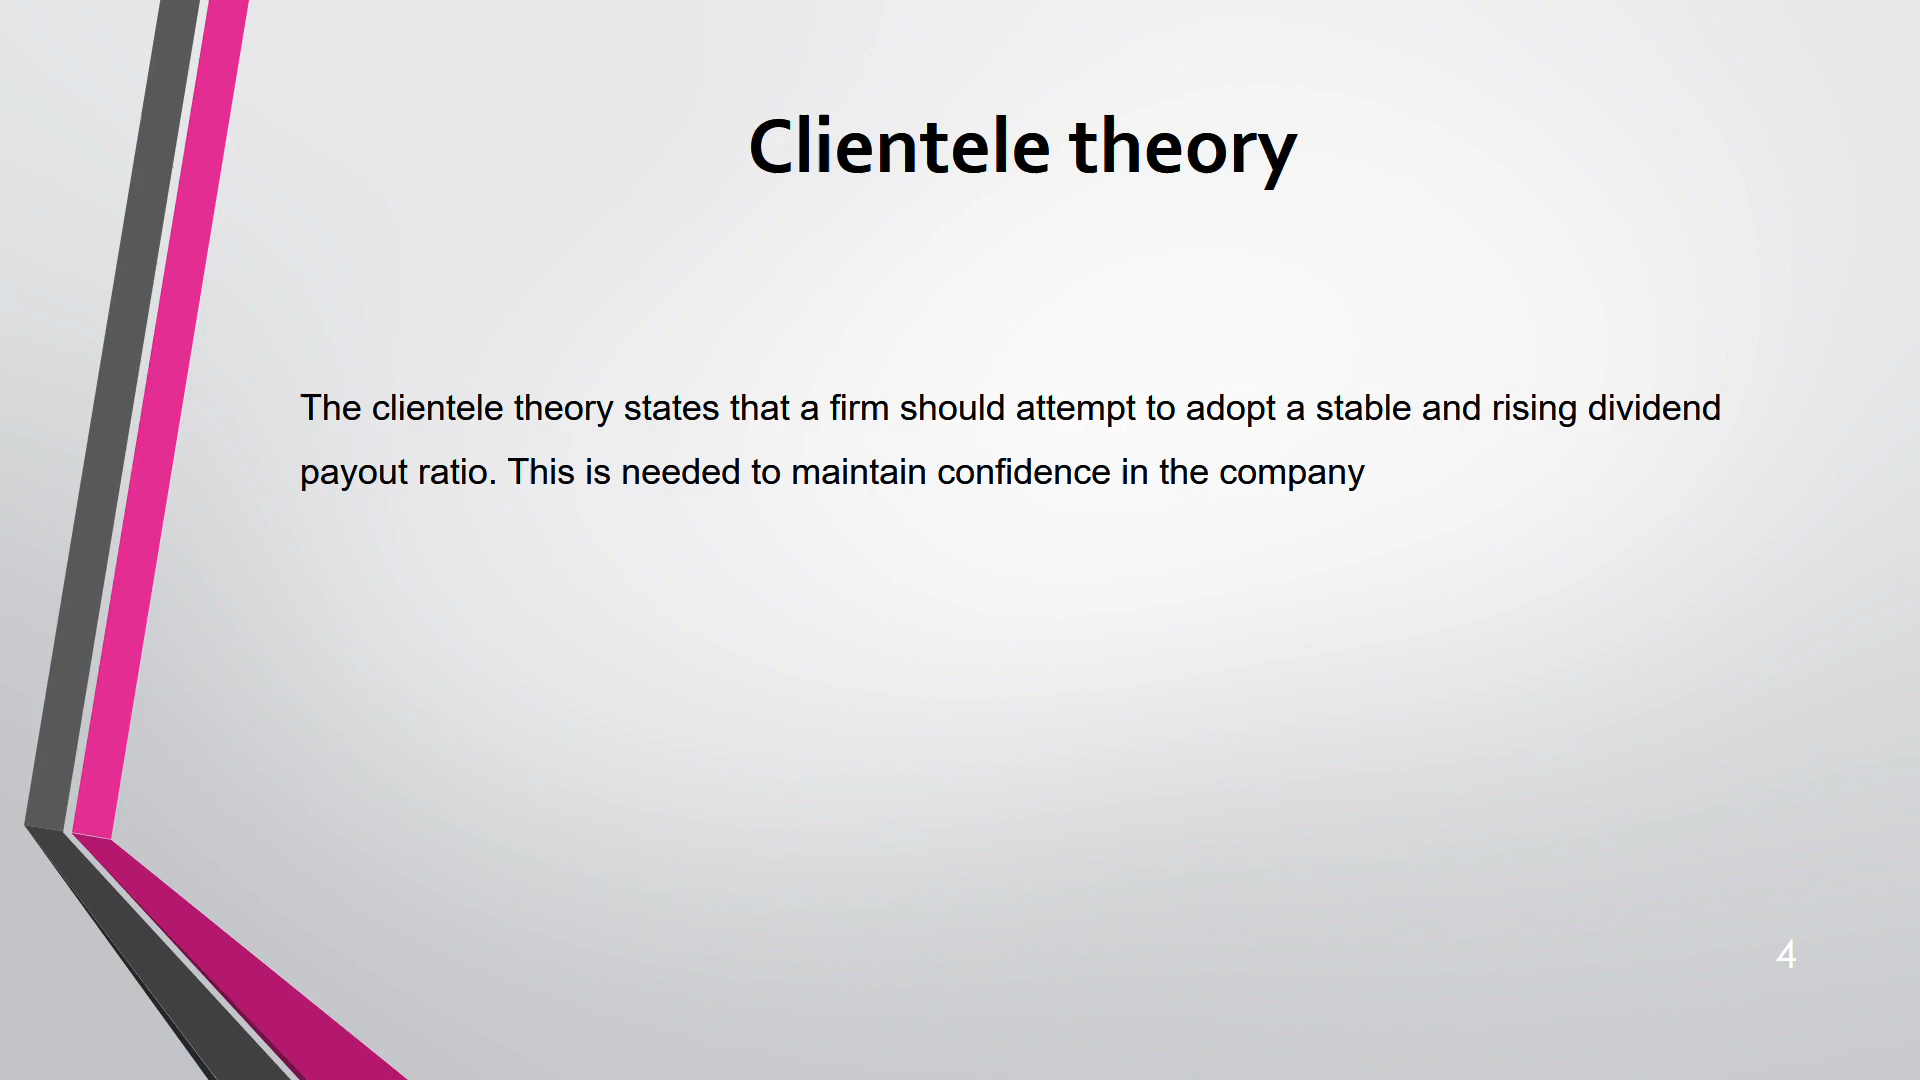 Clientele theory
The clientele theory states that a firm should attempt to adopt a stable and rising dividend
payout ratio. This is needed to maintain confidence in the company
4